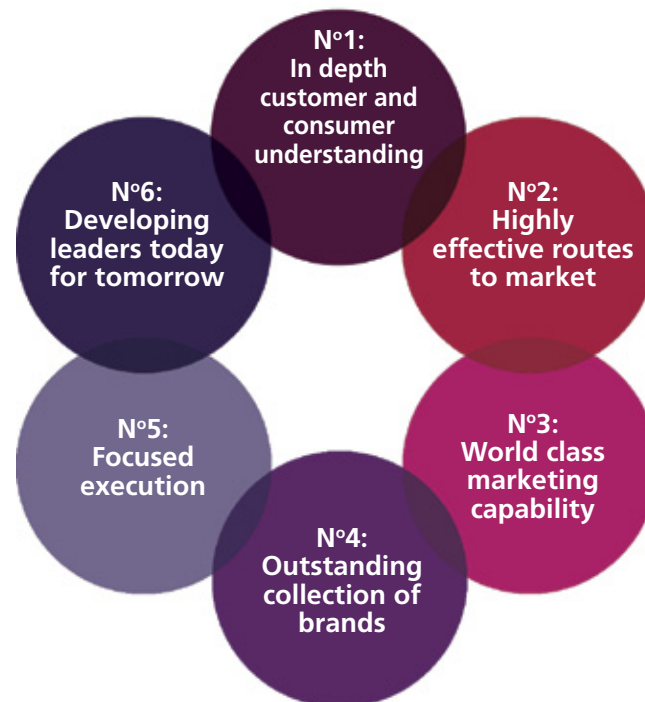 Nº1:
In depth
customer and
consumer
understanding
Nº2:
Highly
effective routes
to market
Nº3:
World class
marketing
capability
Nº4:
Outstanding
collection of
brands
Nº5:
Focused
execution
Nº6:
Developing
leaders today
for tomorrow